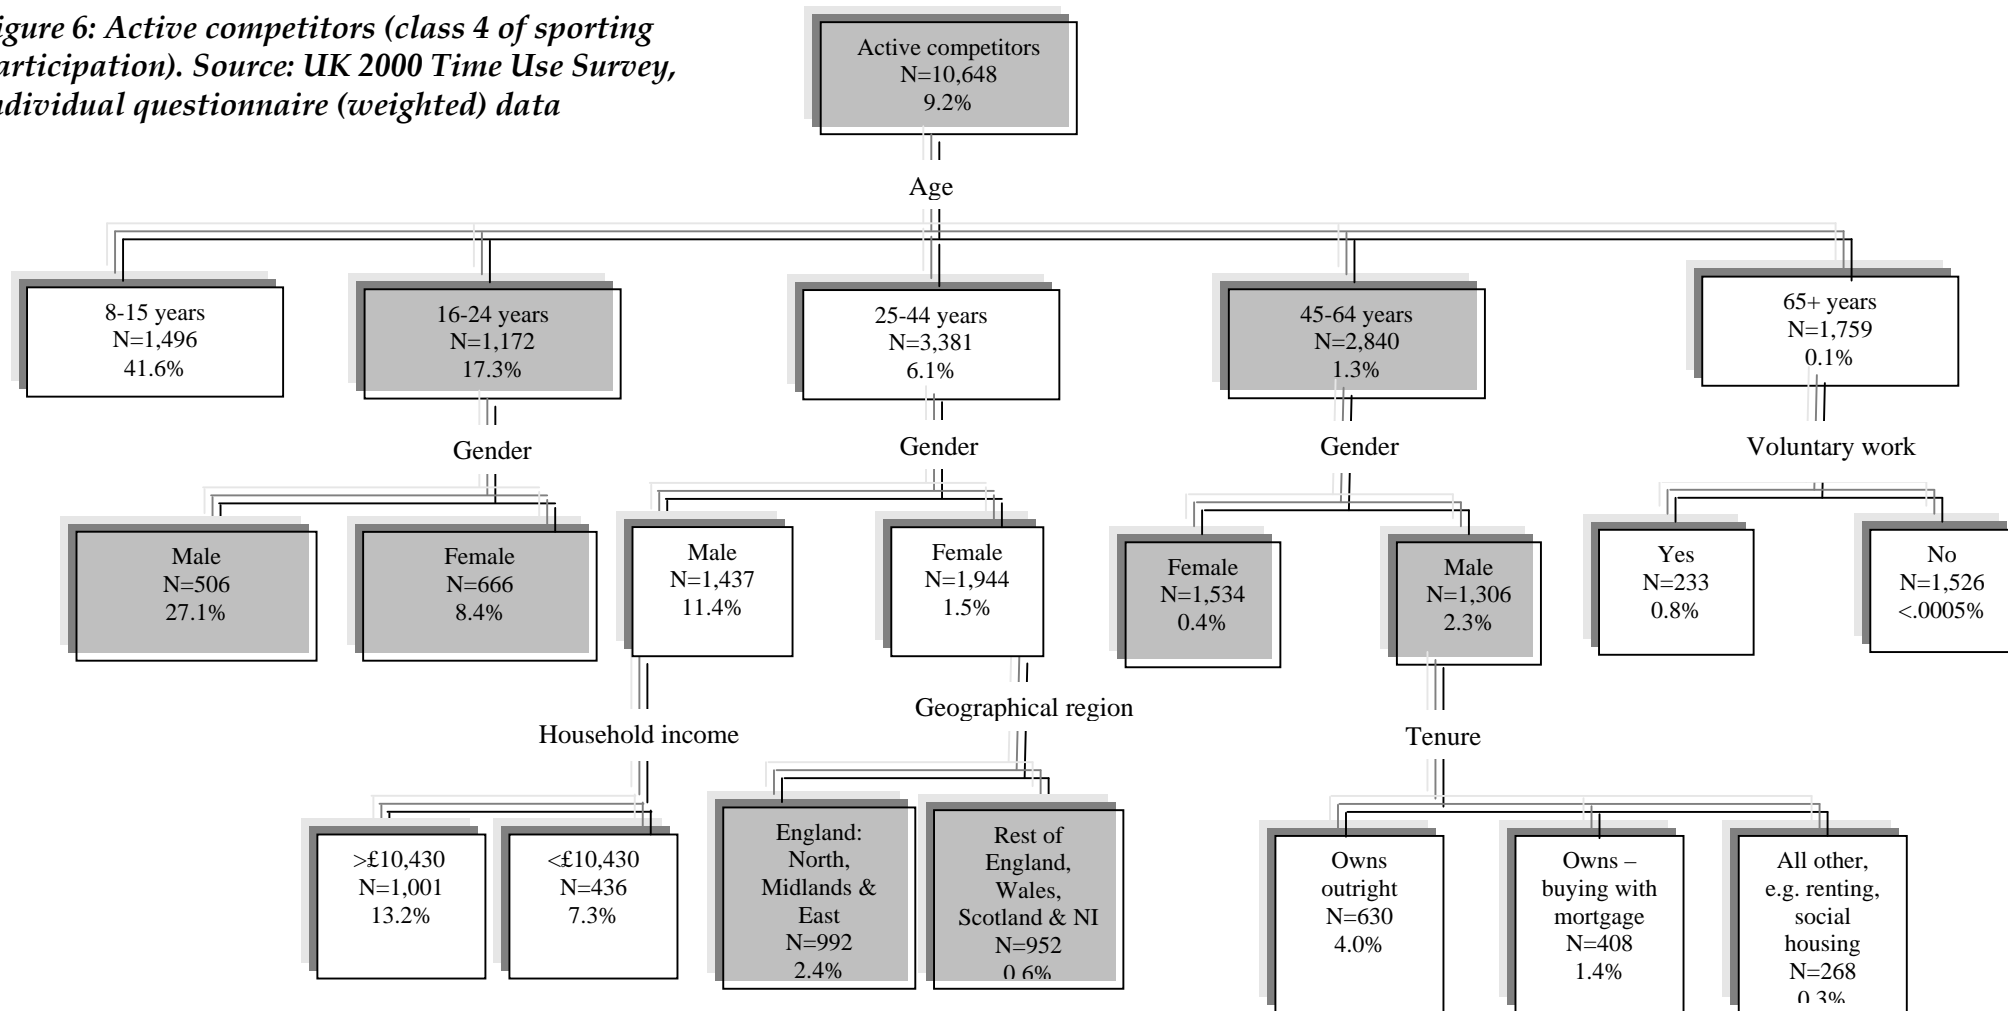 igure 6: Active competitors (class 4 of sporting
articipation). Source: UK 2000 Time Use Survey,
ndividual questionnaire (weighted) data
Active competitors
N=10,648
9.2%
Age
8-15 years
N=1,496
41.6%
16-24 years
N=1,172
17.3%
25-44 years
N=3,381
6.1%
45-64 years
N=2,840
1.3%
65+ years
N=1,759
0.1%
Gender
Gender
Gender
Voluntary work
Male
N=506
27.1%
Female
N=666
8.4%
Male
N=1,437
11.4%
Female
N=1,944
1.5%
Female
N=1,534
0.4%
Male
N=1,306
2.3%
Yes
N=233
0.8%
No
N=1,526
<.0005%
Household income
Geographical region
Tenure
>£10,430
N=1,001
13.2%
<£10,430
N=436
7.3%
England:
North,
Midlands &
East
N=992
2.4%
Rest of
England,
Wales,
Scotland & NI
N=952
0.6%
Owns
outright
N=630
4.0%
Owns –
buying with
mortgage
N=408
1.4%
All other,
e.g. renting,
social
housing
N=268
0.3%